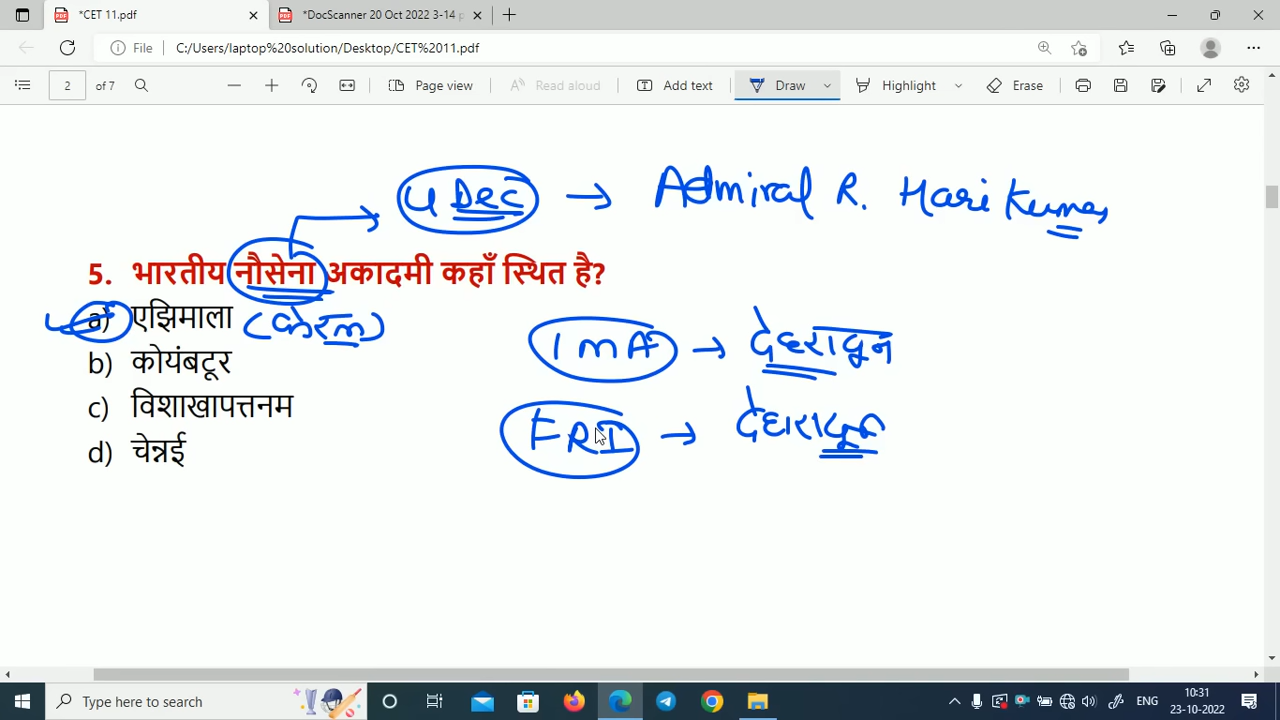 *CET 11.pdf
*DocScanner 20 Oct 2022 3-14 p
File C:/Users/laptop%20solution/Desktop/CET%2011.pdf
2 of 7 Page view Read aloud Add text Draw Highlight Erase
4 Dec → Admiral R. Hari Kumar
5. भारतीय नौसेना अकादमी कहाँ स्थित है?
a) एझिमाला (केरल)
b) कोयंबटूर
c) विशाखापत्तनम
d) चेन्नई
IMA → देहरादून
FRI → देहरादून
Type here to search
ENG 10:31
23-10-2022